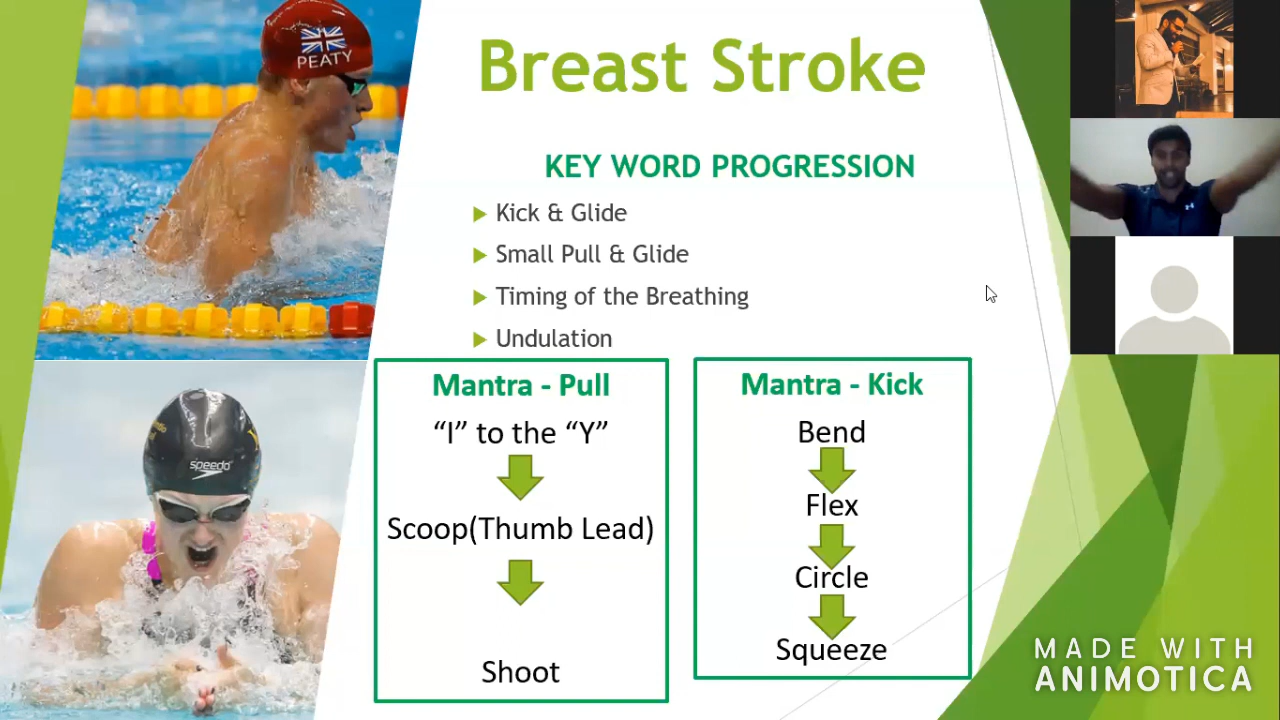 PEATY
Breast Stroke
KEY WORD PROGRESSION
Kick & Glide
Small Pull & Glide
Timing of the Breathing
Undulation
Mantra - Pull
“I” to the “Y”
Scoop(Thumb Lead)
Shoot
Mantra - Kick
Bend
Flex
Circle
Squeeze
speedo
MADE WITH
ANIMOTICA